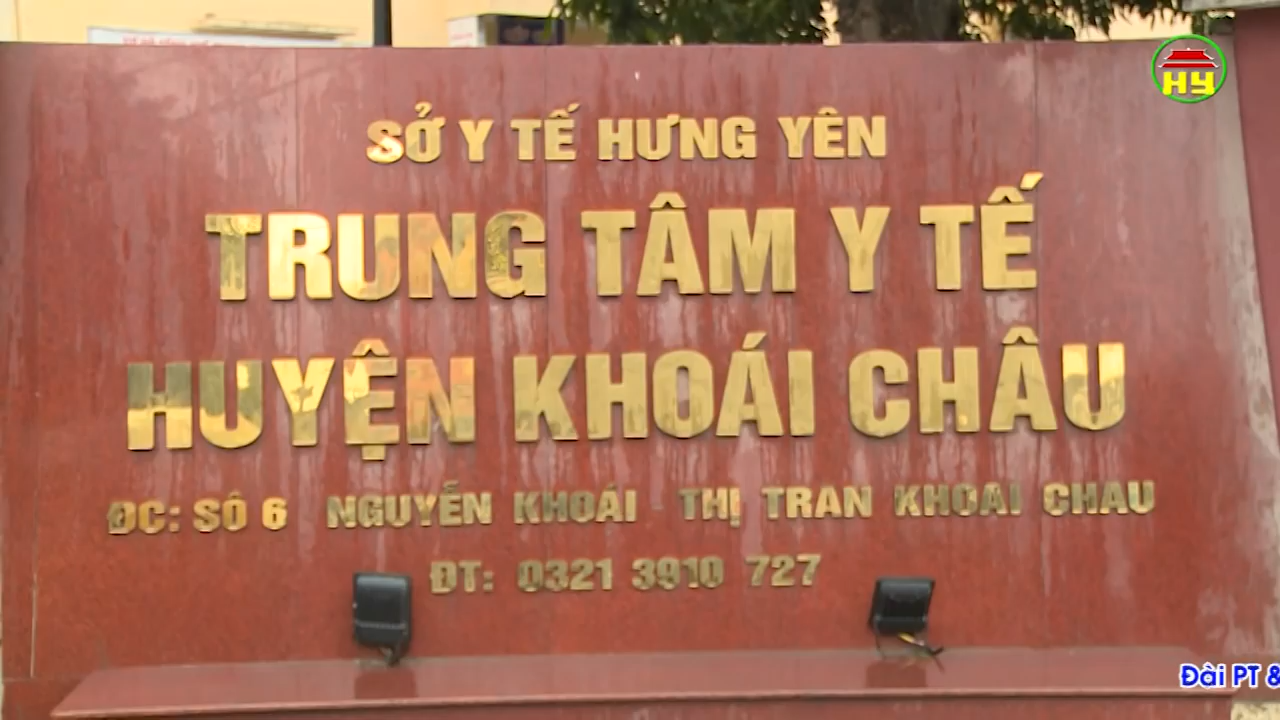 HY
SỞ Y TẾ HƯNG YÊN
TRUNG TÂM Y TẾ
HUYỆN KHOÁI CHÂU
ĐC: SÔ 6 NGUYỄN KHOÁI THỊ TRAN KHOAI CHAU
ĐT: 0321 3910 727
Đài PT &